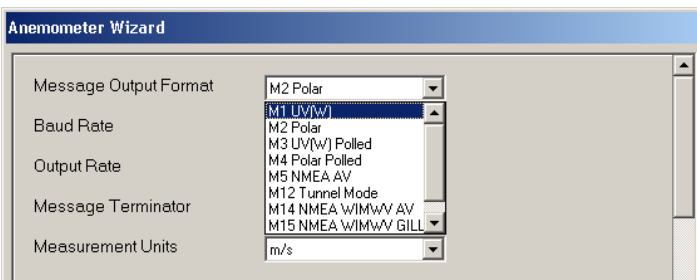 Anemometer Wizard
Message Output Format
M2 Polar
M1 UV(W)
M2 Polar
M3 UV(W) Polled
M4 Polar Polled
M5 NMEA AV
M12 Tunnel Mode
M14 NMEA WIMWV AV
M15 NMEA WIMWV GILL
Baud Rate
Output Rate
Message Terminator
Measurement Units
m/s